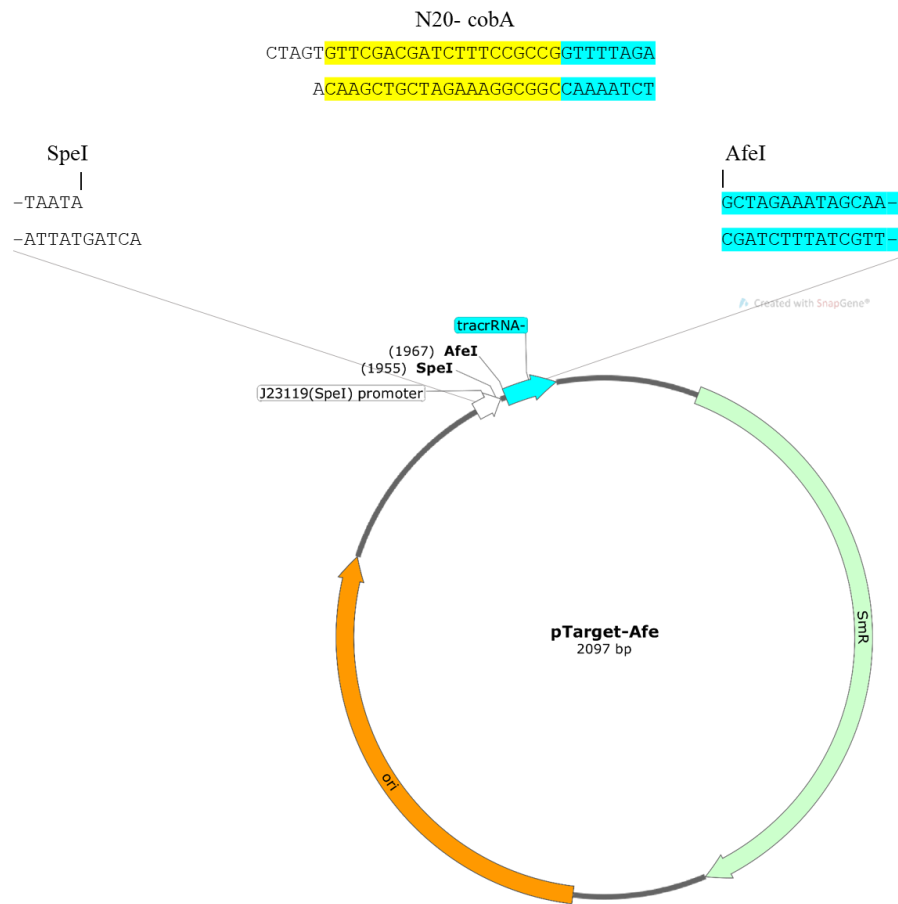 N20- cobA
CTAGTGTTCGACGATCTTTCCGCCGGTTTTAGA
ACAAGCTGCTAGAAAGGCGGCCAAAATCT
SpeI
AfeI
-TAATA
GCTAGAAATAGCAA-
-ATTATGATCA
CGATCTTTATCGTT-
Created with SnapGene®
tracrRNA-
(1967) AfeI
(1955) SpeI
J23119(SpeI) promoter
SmR
pTarget-Afe
2097 bp
ori